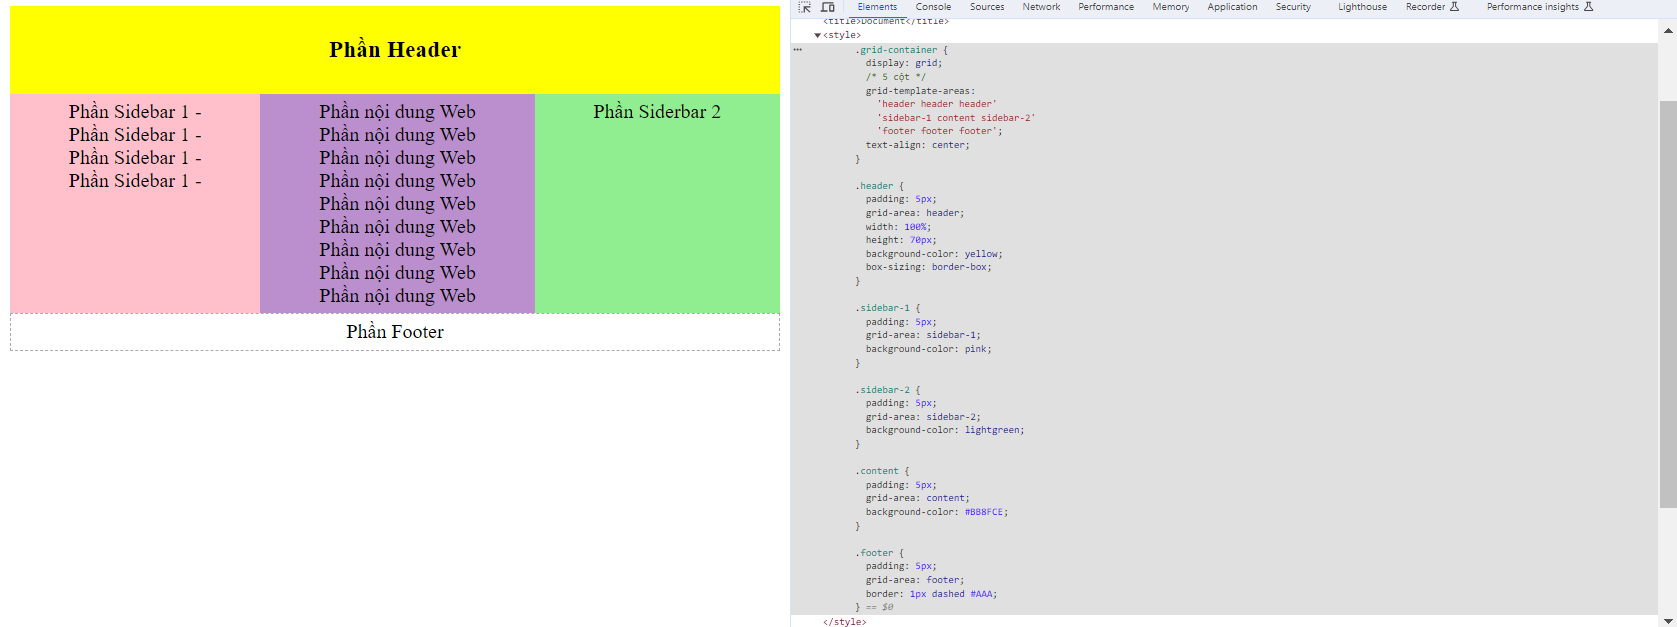 Phần Header
Phần Sidebar 1 -
Phần Sidebar 1 -
Phần Sidebar 1 -
Phần Sidebar 1 -
Phần nội dung Web
Phần nội dung Web
Phần nội dung Web
Phần nội dung Web
Phần nội dung Web
Phần nội dung Web
Phần nội dung Web
Phần nội dung Web
Phần nội dung Web
Phần Siderbar 2
Phần Footer
Elements Console Sources Network Performance Memory Application Security Lighthouse Recorder Performance insights
<title>Document</title>
<style>
.grid-container {
display: grid;
/* 5 cột */
grid-template-areas:
'header header header'
'sidebar-1 content sidebar-2'
'footer footer footer';
text-align: center;
}
.header {
padding: 5px;
grid-area: header;
width: 100%;
height: 70px;
background-color: yellow;
box-sizing: border-box;
}
.sidebar-1 {
padding: 5px;
grid-area: sidebar-1;
background-color: pink;
}
.sidebar-2 {
padding: 5px;
grid-area: sidebar-2;
background-color: lightgreen;
}
.content {
padding: 5px;
grid-area: content;
background-color: #BB8FCE;
}
.footer {
padding: 5px;
grid-area: footer;
border: 1px dashed #AAA;
} == $0
</style>